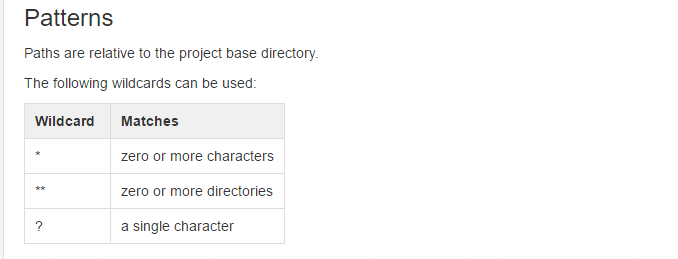 Patterns
Paths are relative to the project base directory.
The following wildcards can be used:
Wildcard Matches
* zero or more characters
** zero or more directories
? a single character